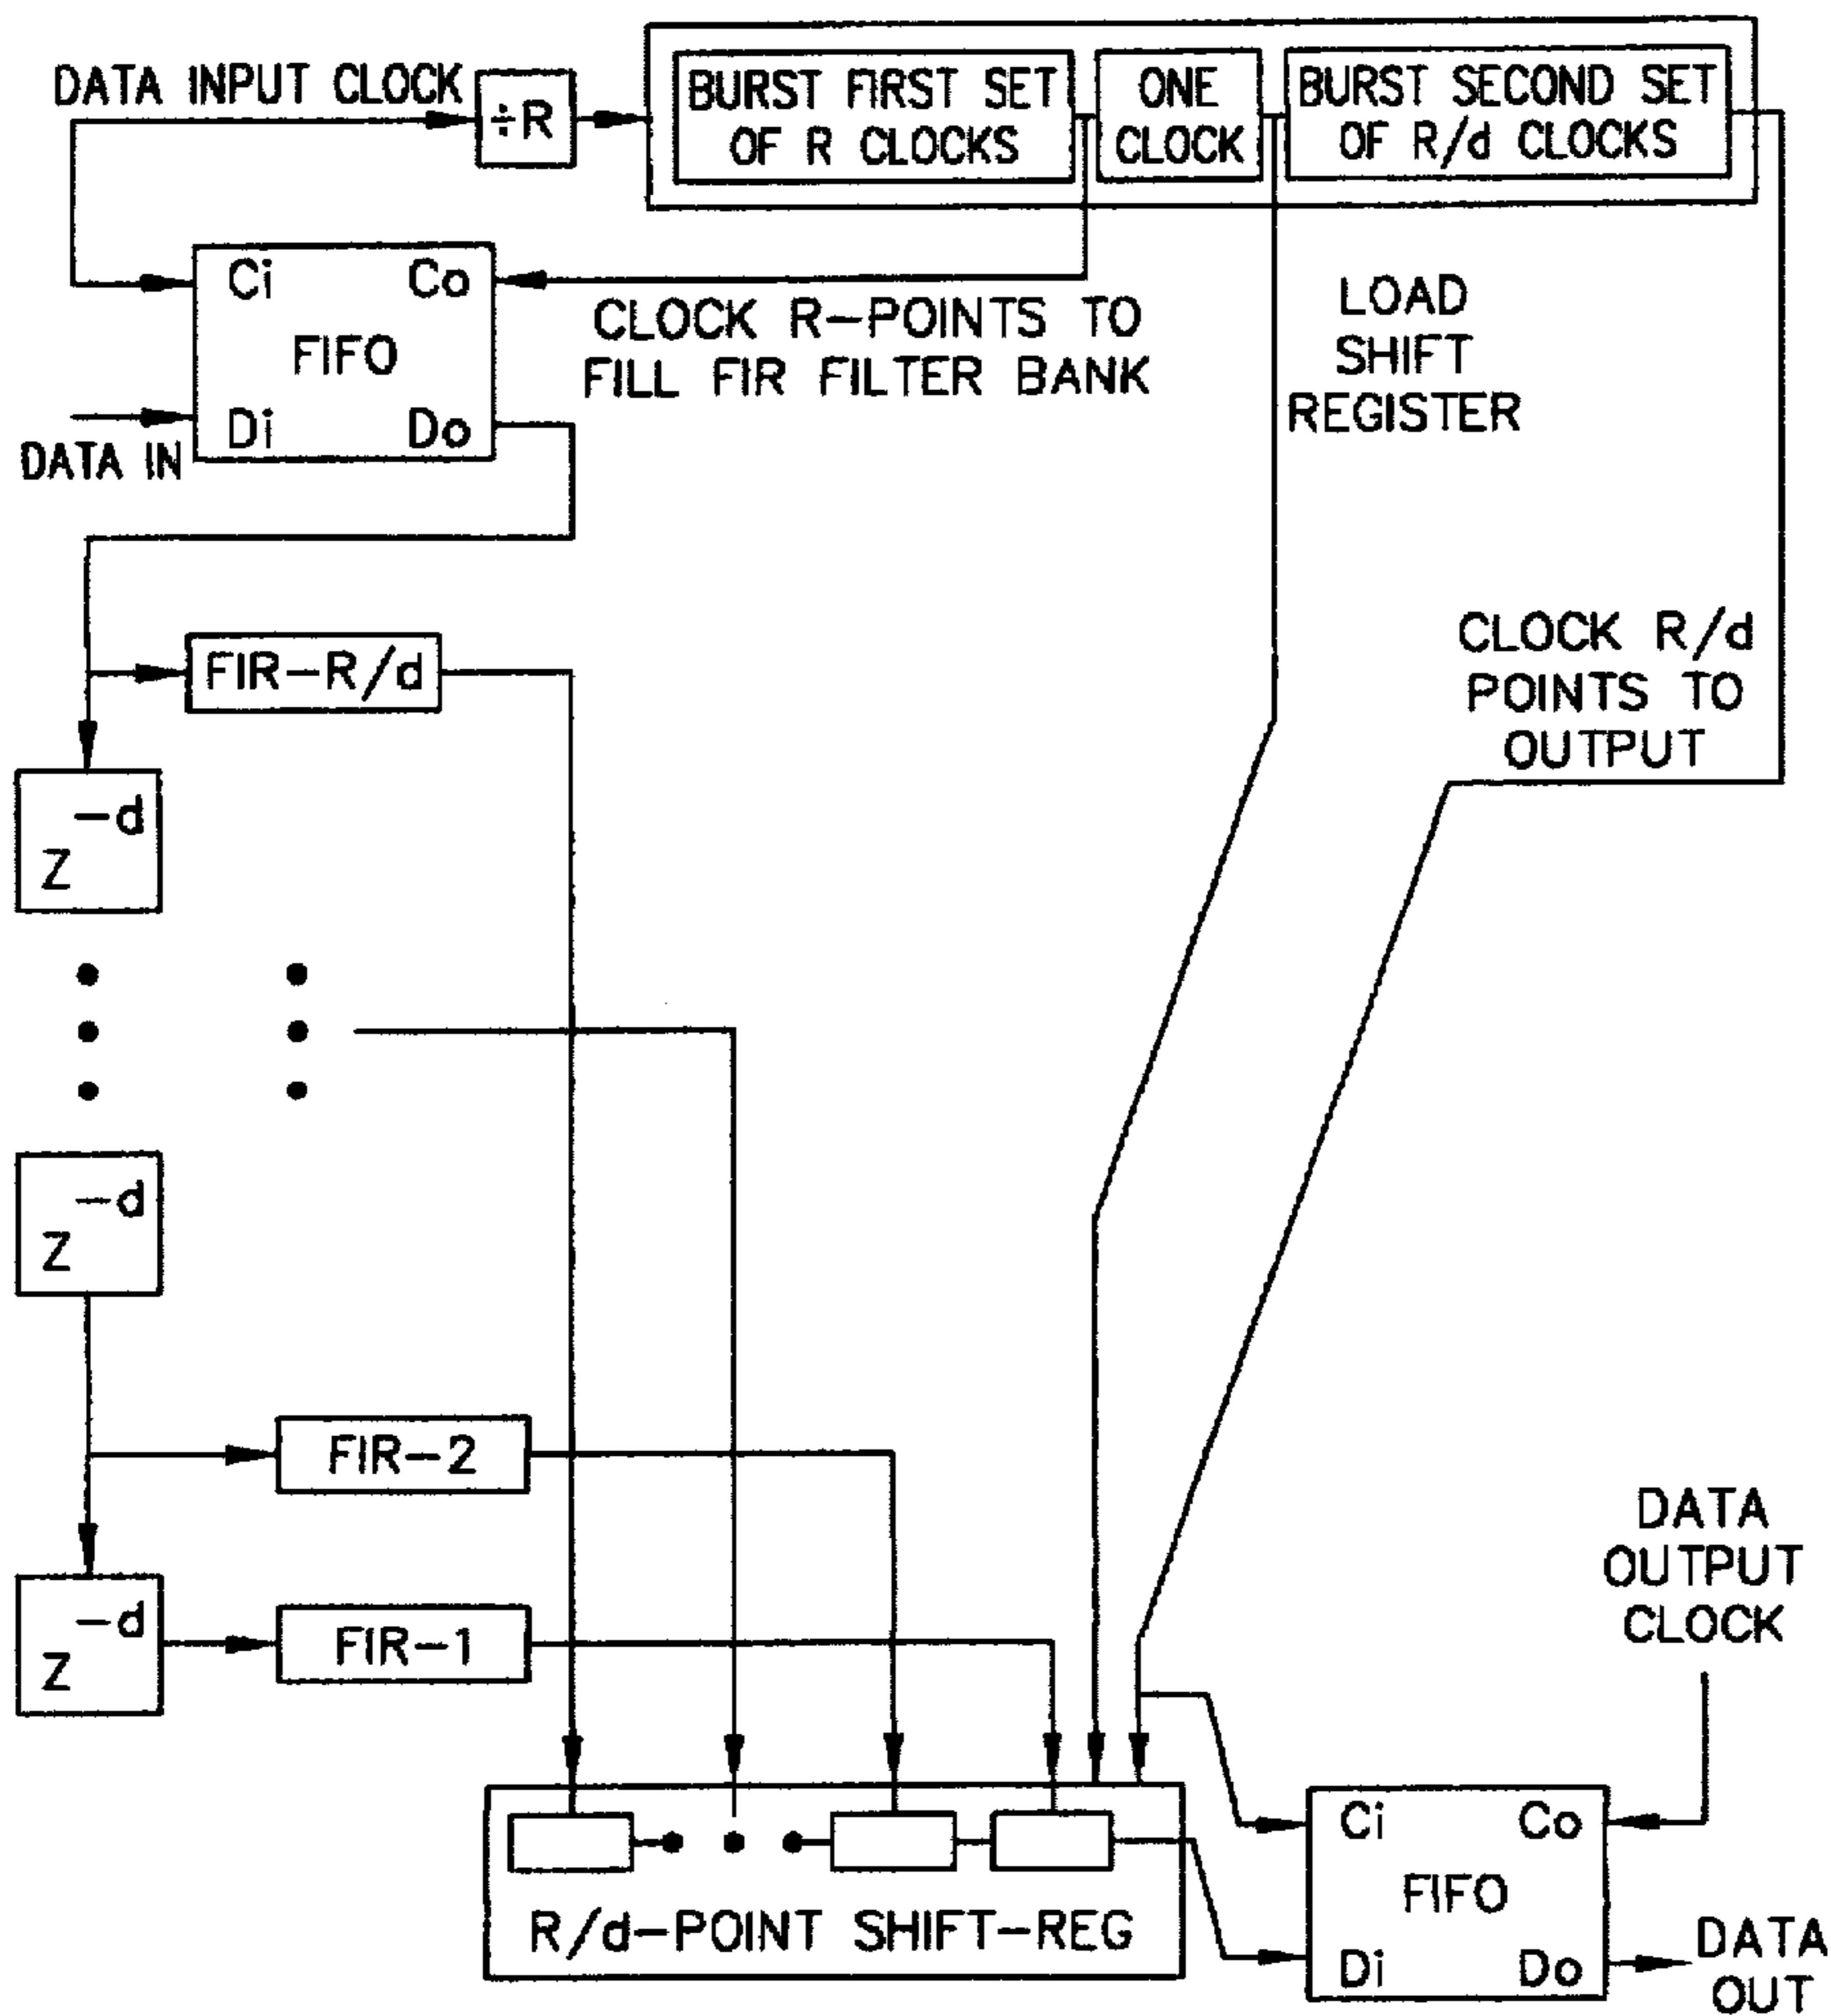 DATA INPUT CLOCK
÷R
BURST FIRST SET
OF R CLOCKS
ONE
CLOCK
BURST SECOND SET
OF R/d CLOCKS
Ci
Co
FIFO
Di
Do
DATA IN
CLOCK R-POINTS TO
FILL FIR FILTER BANK
LOAD
SHIFT
REGISTER
CLOCK R/d
POINTS TO
OUTPUT
FIR-R/d
z-d
z-d
FIR-2
z-d
FIR-1
DATA
OUTPUT
CLOCK
R/d-POINT SHIFT-REG
Ci
Co
FIFO
Di
Do
DATA
OUT